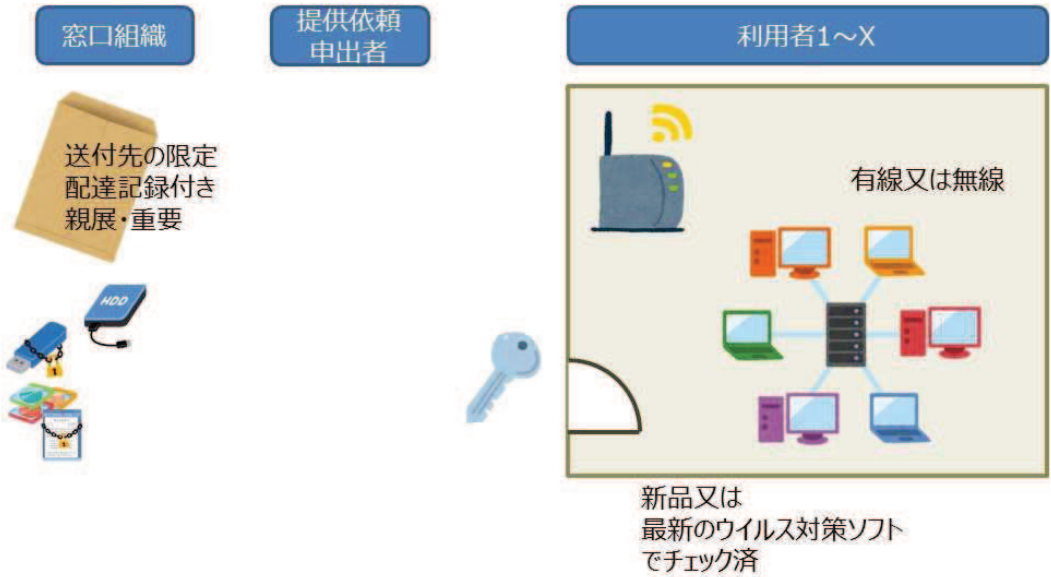 窓口組織
提供依頼
申出者
利用者1～X
送付先の限定
配達記録付き
親展・重要
有線又は無線
HDD
新品又は
最新のウイルス対策ソフト
でチェック済